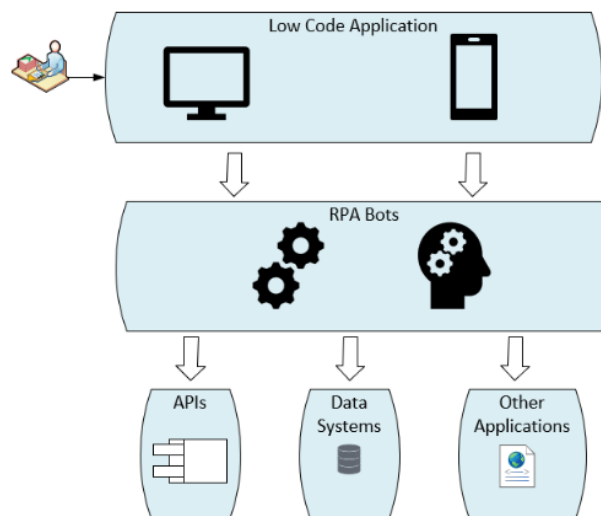 Low Code Application
RPA Bots
APIs
Data
Systems
Other
Applications